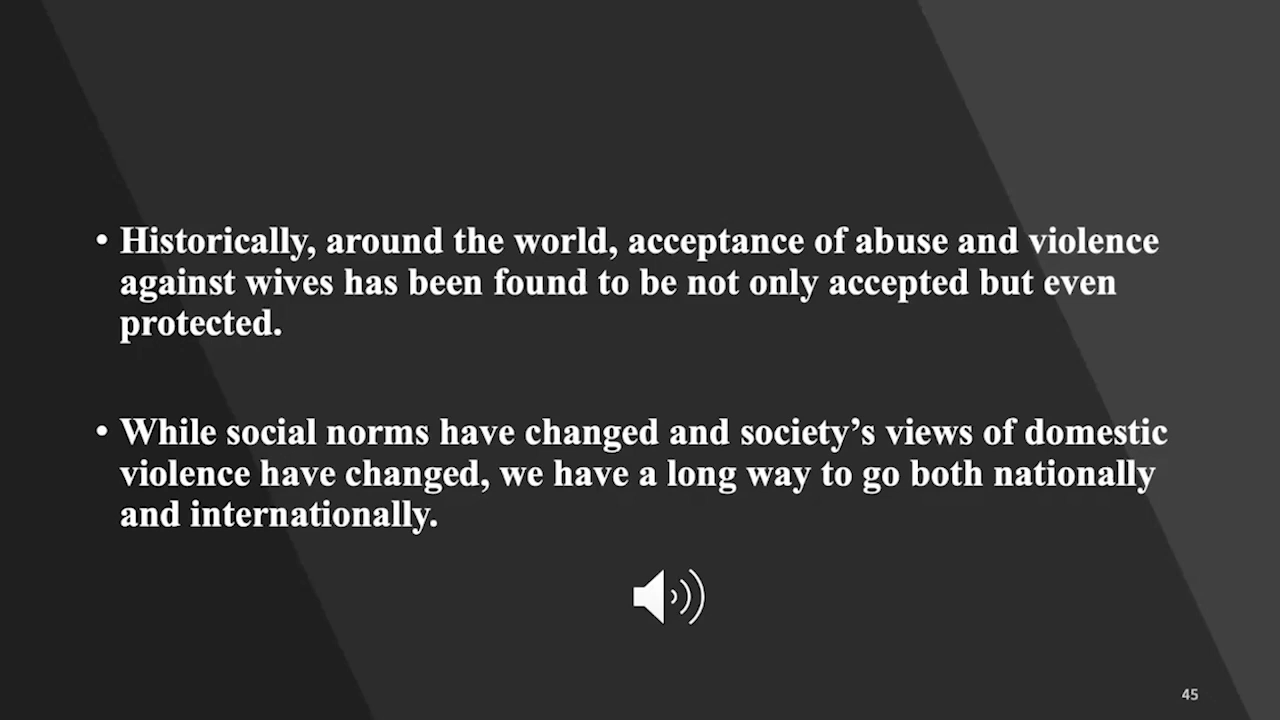 • Historically, around the world, acceptance of abuse and violence
against wives has been found to be not only accepted but even
protected.
• While social norms have changed and society’s views of domestic
violence have changed, we have a long way to go both nationally
and internationally.
45